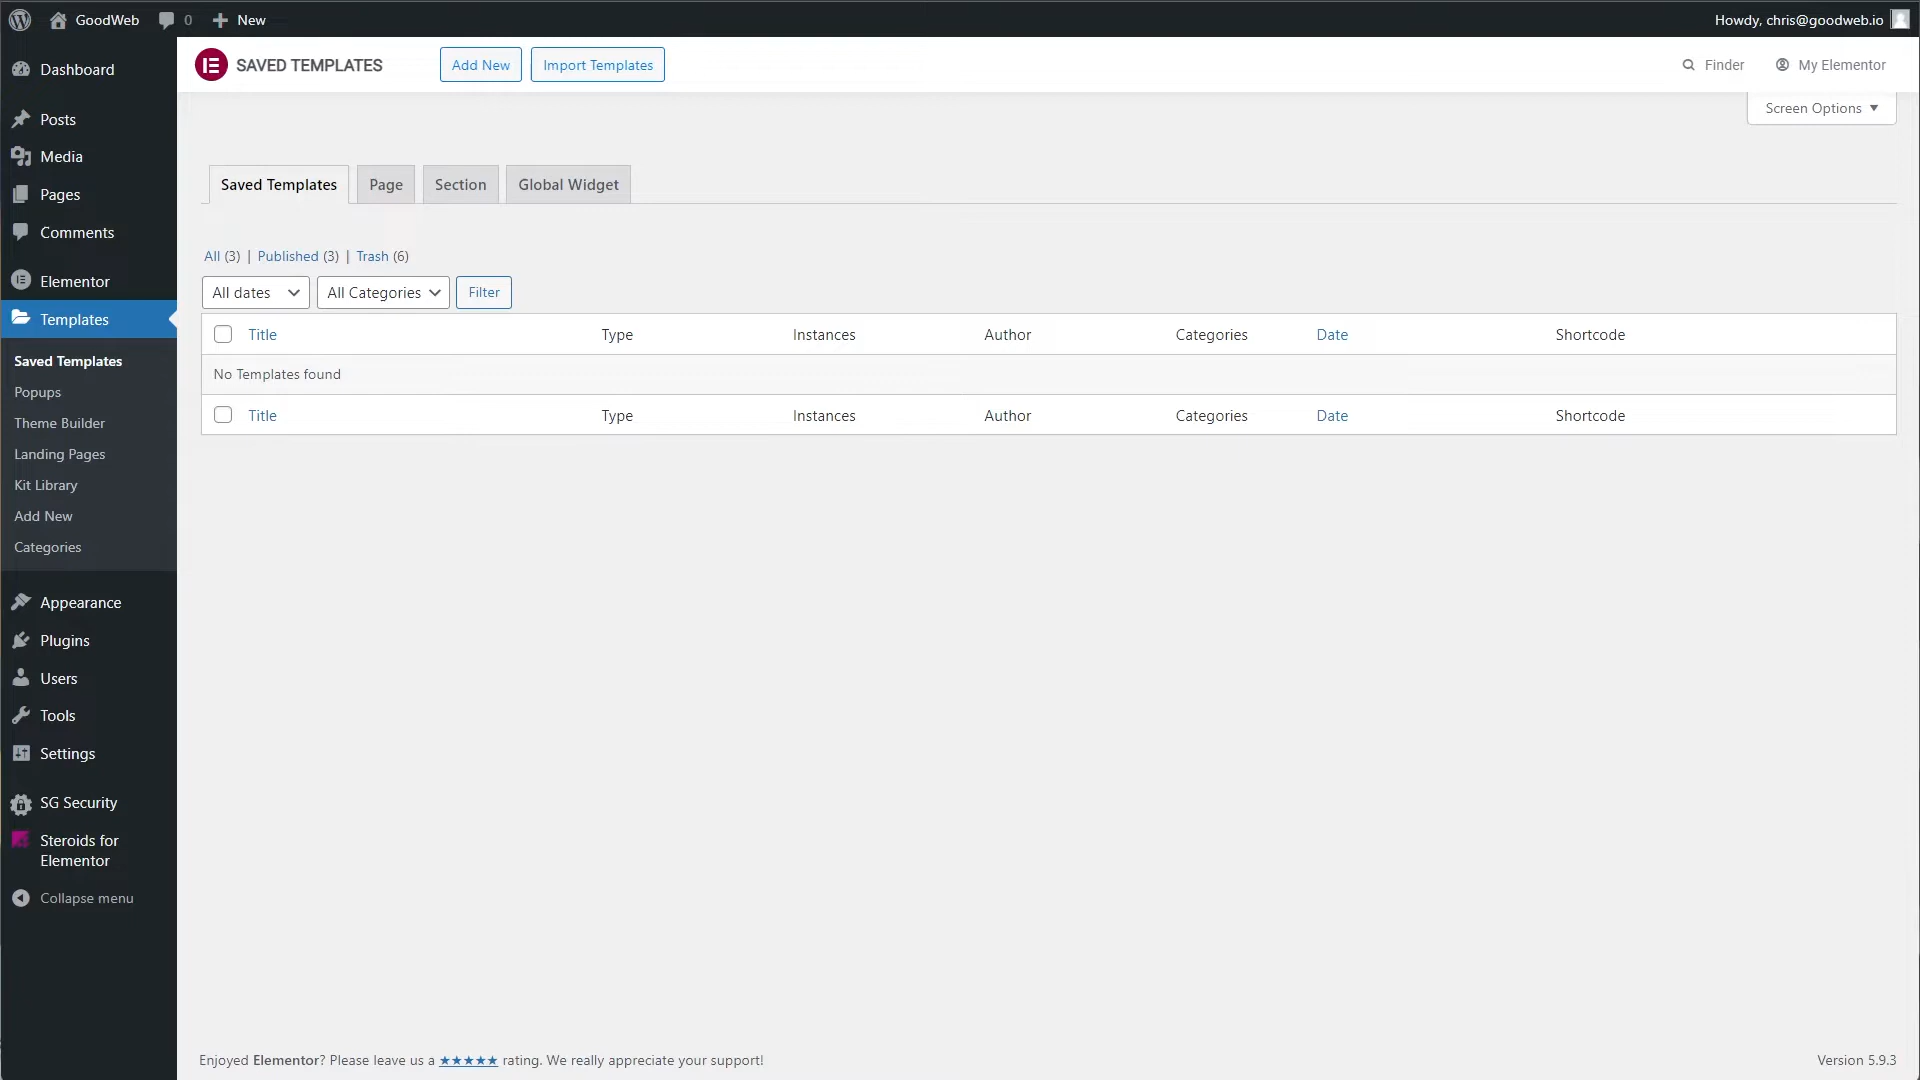 GoodWeb 0 New Howdy, chris@goodweb.io
SAVED TEMPLATES Add New Import Templates Finder My Elementor
Screen Options ▼
Dashboard
Posts
Media
Pages
Comments
Elementor
Templates
Saved Templates
Popups
Theme Builder
Landing Pages
Kit Library
Add New
Categories
Appearance
Plugins
Users
Tools
Settings
SG Security
Steroids for
Elementor
Collapse menu
Saved Templates Page Section Global Widget
All (3) | Published (3) | Trash (6)
All dates All Categories Filter
Title Type Instances Author Categories Date Shortcode
No Templates found
Title Type Instances Author Categories Date Shortcode
Enjoyed Elementor? Please leave us a ★★★★★ rating. We really appreciate your support! Version 5.9.3